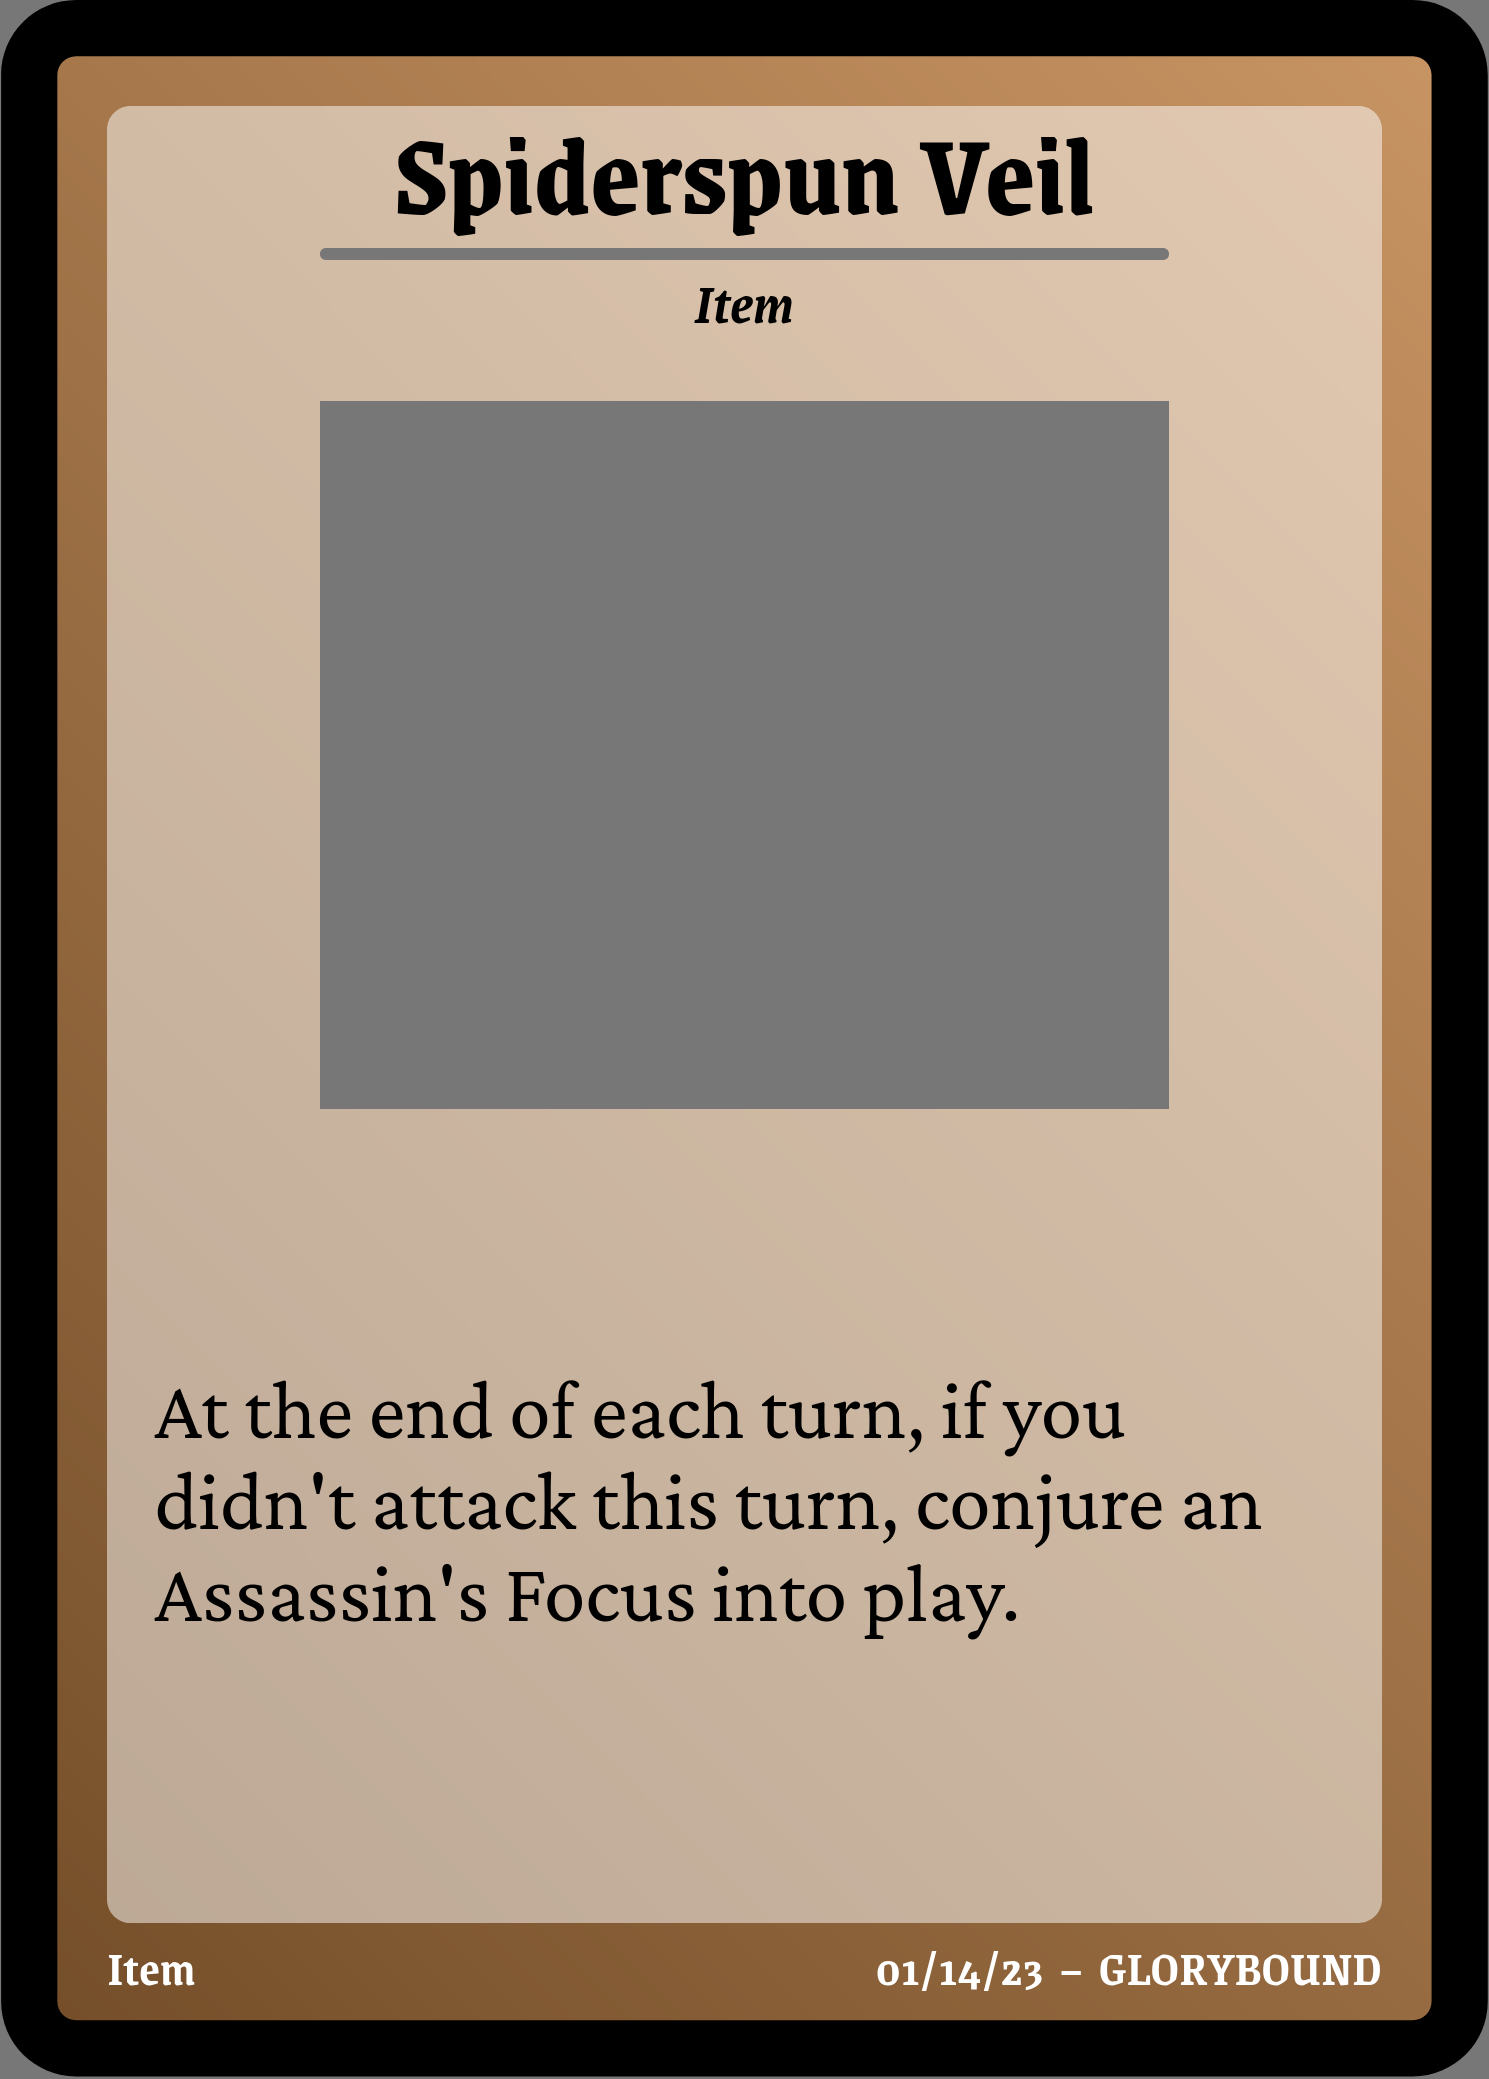 Spiderspun Veil
Item
At the end of each turn, if you
didn't attack this turn, conjure an
Assassin's Focus into play.
Item
01/14/23 – GLORYBOUND